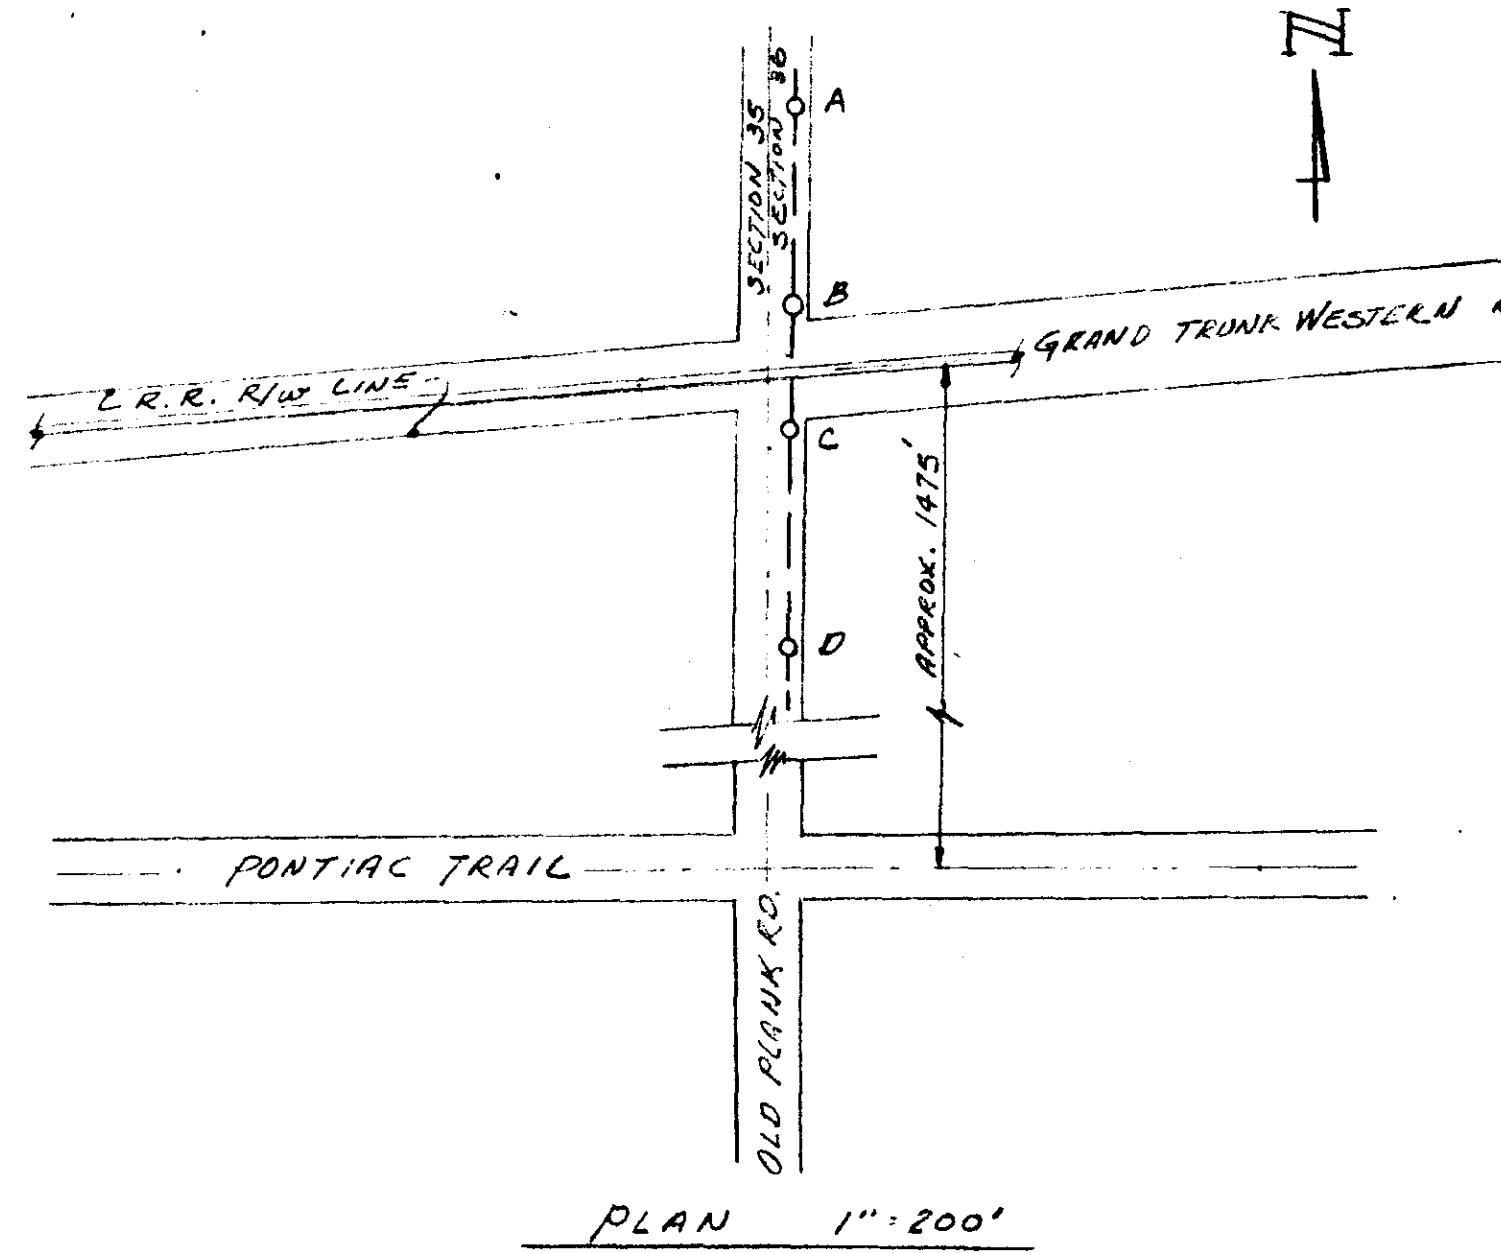 N
SECTION 35
SECTION 36
A
B
GRAND TRUNK WESTERN
R.R. R/W LINE
C
APPROX. 1475'
D
PONTIAC TRAIL
OLD PLANK RD.
PLAN 1"=200'